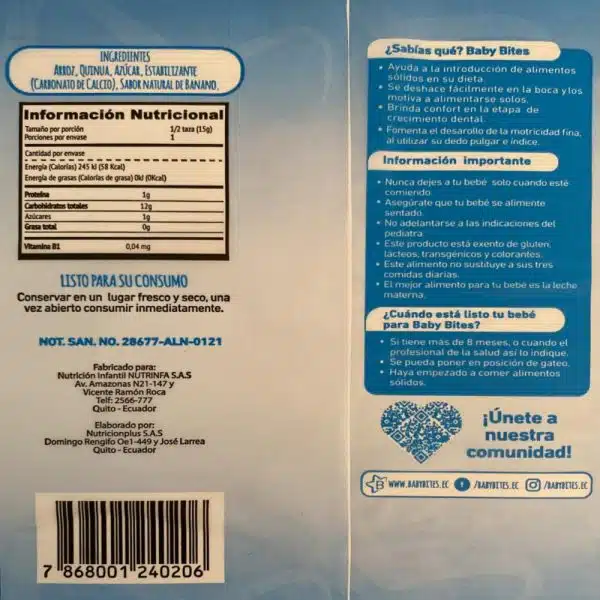 INGREDIENTES
ARROZ, QUINUA, AZÚCAR, ESTABILIZANTE
(CARBONATO DE CALCIO), SABOR NATURAL DE BANANO.
Información Nutricional
Tamaño por porción 1/2 taza (15g)
Porciones por envase 1
Cantidad por envase
Energía (Calorías) 245 kJ (58 Kcal)
Energía de grasas (Calorías de grasa) 0kJ (0Kcal)
Proteína 1g
Carbohidratos totales 12g
Azúcares 1g
Grasa total 0g
Vitamina B1 0,04 mg
LISTO PARA SU CONSUMO
Conservar en un lugar fresco y seco, una
vez abierto consumir inmediatamente.
NOT. SAN. NO. 28677-ALN-0121
Fabricado para:
Nutrición Infantil NUTRINFA S.A.S
Av. Amazonas N21-147 y
Vicente Ramón Roca
Telf: 2566-777
Quito - Ecuador
Elaborado por:
Nutricionplus S.A.S
Domingo Rengifo Oe1-449 y José Larrea
Quito - Ecuador
7 868001 240206
¿Sabías qué? Baby Bites
• Ayuda a la introducción de alimentos
sólidos en su dieta.
• Se deshace fácilmente en la boca y los
motiva a alimentarse solos.
• Brinda confort en la etapa de
crecimiento dental.
• Fomenta el desarollo de la motricidad fina,
al utilizar su dedo pulgar e índice.
Información importante
• Nunca dejes a tu bebé solo cuando esté
comiendo.
• Asegúrate que tu bebé se alimente
sentado.
• No adelantarse a las indicaciones del
pediatra.
• Este producto está exento de gluten,
lácteos, transgénicos y colorantes.
• Este alimento no sustituye a sus tres
comidas diarias.
• El mejor alimento para tu bebé es la leche
materna.
¿Cuándo está listo tu bebé
para Baby Bites?
• Si tiene más de 8 meses, o cuando el
profesional de la salud así lo indique.
• Se pueda poner en posición de gateo.
• Haya empezado a comer alimentos
sólidos.
¡Únete a
nuestra
comunidad!
B WWW.BABYBITES.EC f /BABYBITES.EC /BABYBITES.EC